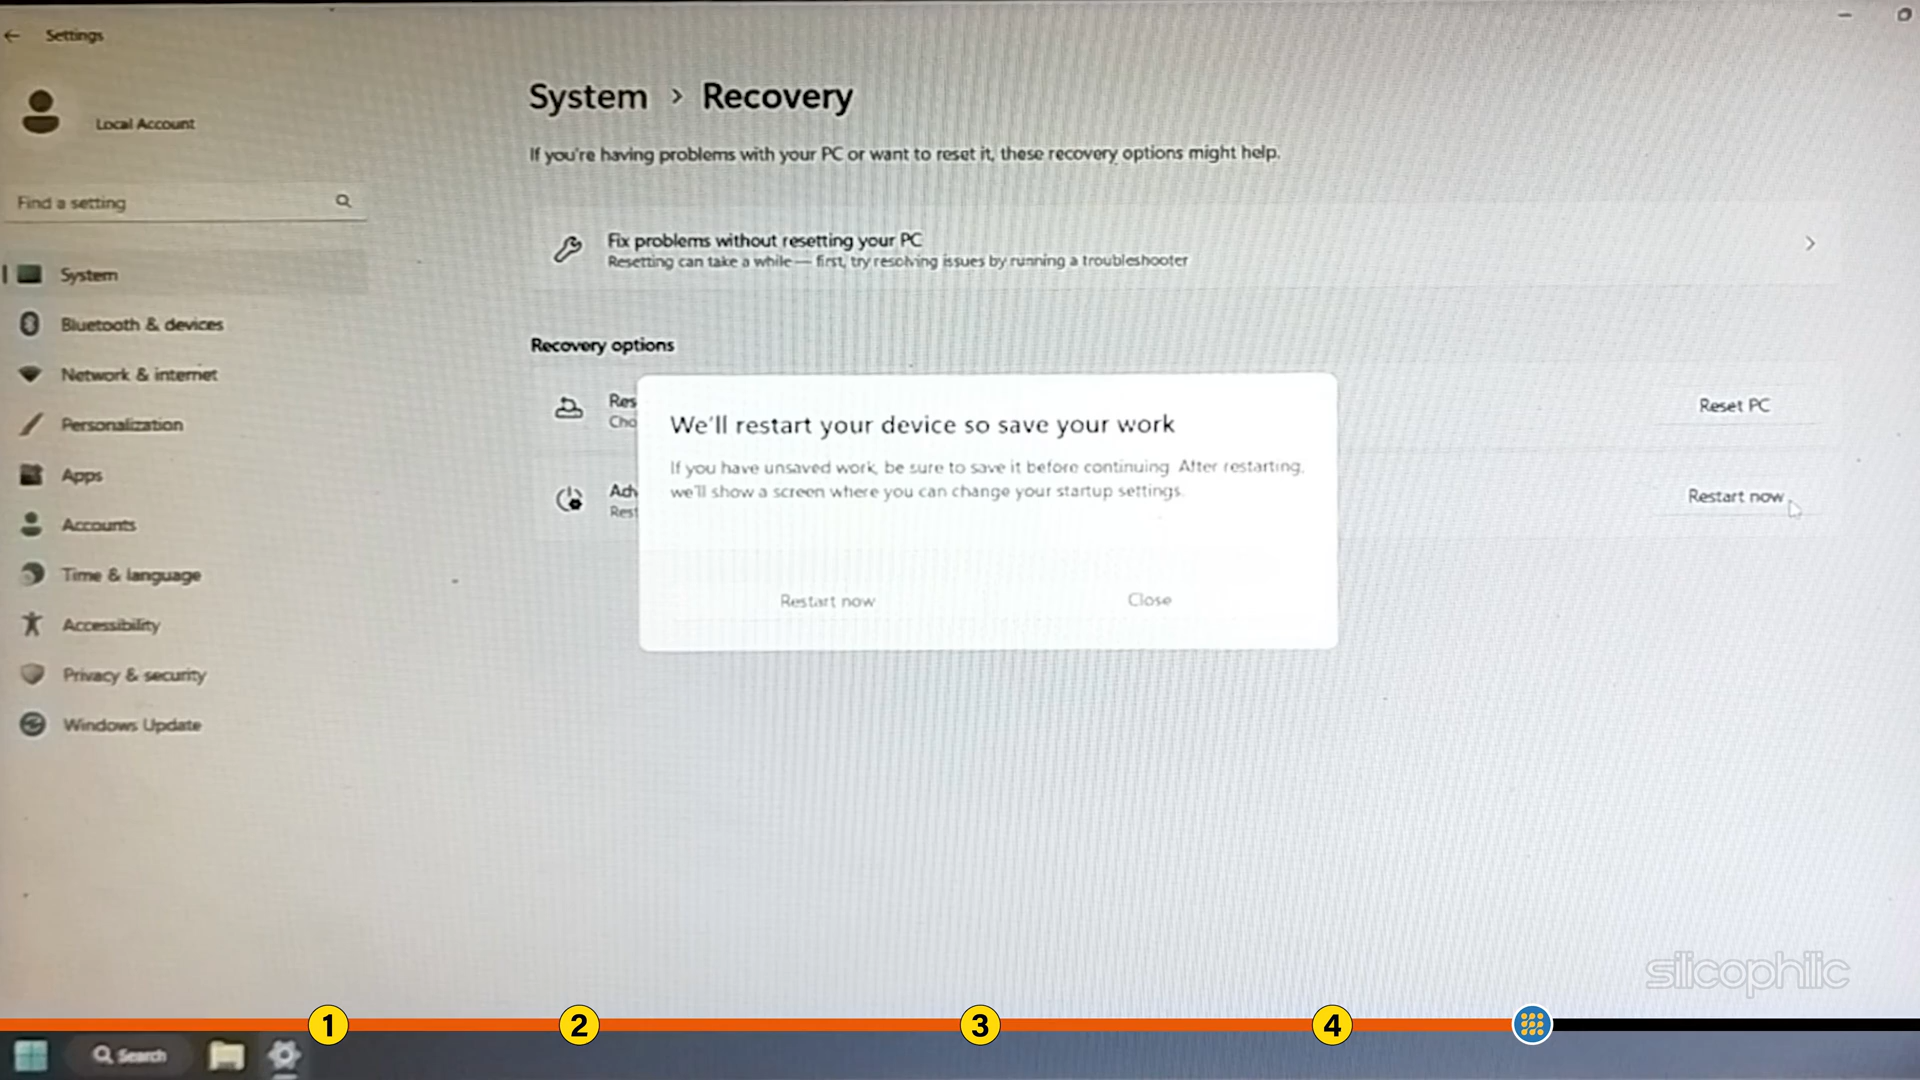 Settings
Local Account
Find a setting
System
Bluetooth & devices
Network & internet
Personalization
Apps
Accounts
Time & language
Accessibility
Privacy & security
Windows Update
System > Recovery
If you're having problems with your PC or want to reset it, these recovery options might help.
Fix problems without resetting your PC
Resetting can take a while — first, try resolving issues by running a troubleshooter
Recovery options
Res
Cho
Reset PC
Adv
Rest
Restart now
We'll restart your device so save your work
If you have unsaved work, be sure to save it before continuing. After restarting,
we'll show a screen where you can change your startup settings.
Restart now
Close
silicophilic
1
2
3
4
Search